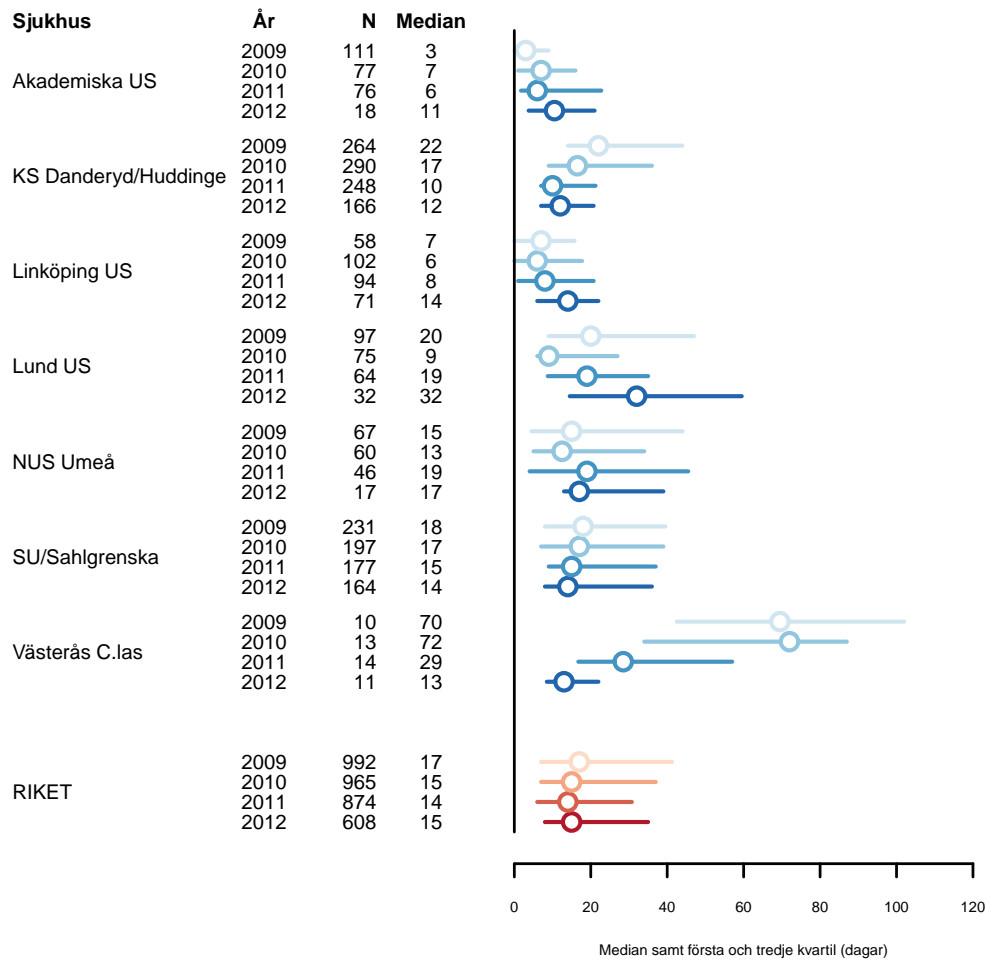 Sjukhus År N Median
2009 111 3
Akademiska US
2010 77 7
2011 76 6
2012 18 11
2009 264 22
KS Danderyd/Huddinge
2010 290 17
2011 248 10
2012 166 12
2009 58 7
Linköping US
2010 102 6
2011 94 8
2012 71 14
2009 97 20
Lund US
2010 75 9
2011 64 19
2012 32 32
2009 67 15
NUS Umeå
2010 60 13
2011 46 19
2012 17 17
2009 231 18
SU/Sahlgrenska
2010 197 17
2011 177 15
2012 164 14
2009 10 70
Västerås C.las
2010 13 72
2011 14 29
2012 11 13
2009 992 17
RIKET
2010 965 15
2011 874 14
2012 608 15
0 20 40 60 80 100 120
Median samt första och tredje kvartil (dagar)